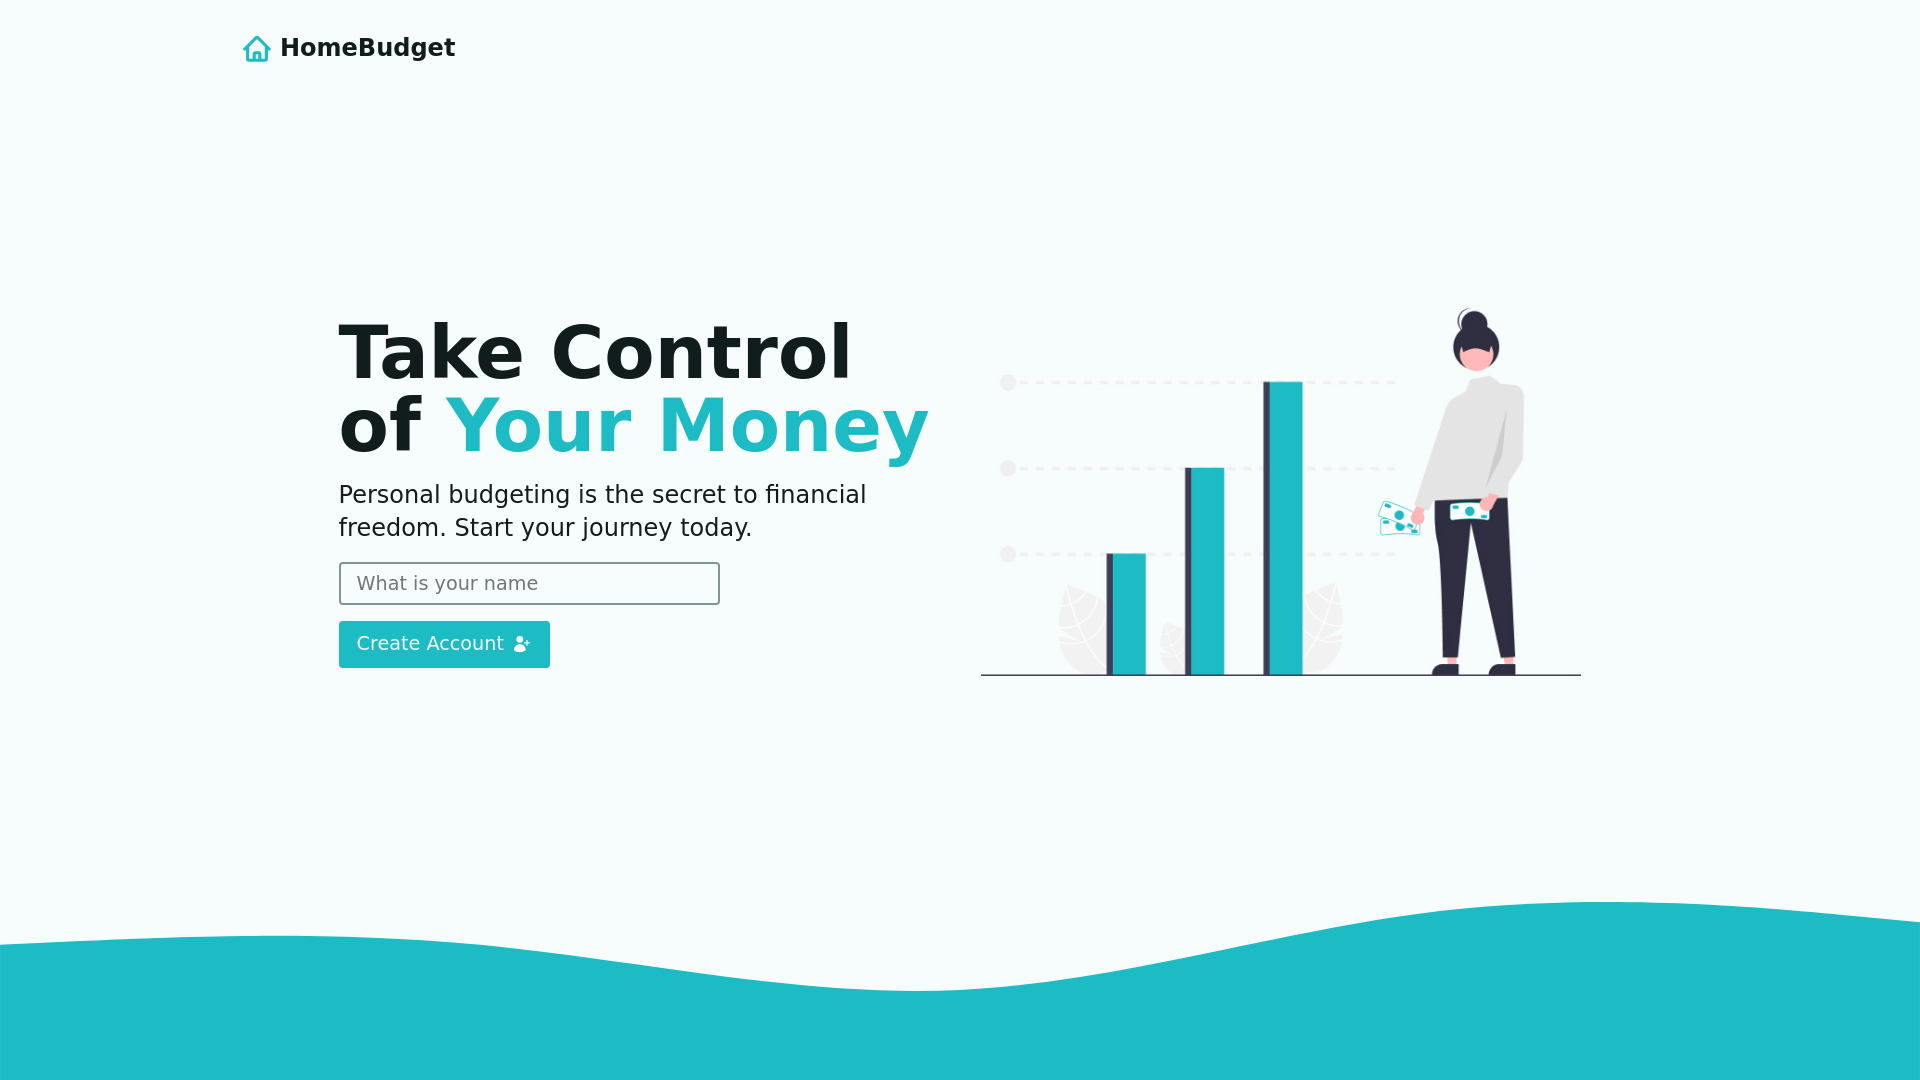 HomeBudget
Take Control
of Your Money
Personal budgeting is the secret to financial
freedom. Start your journey today.
What is your name
Create Account